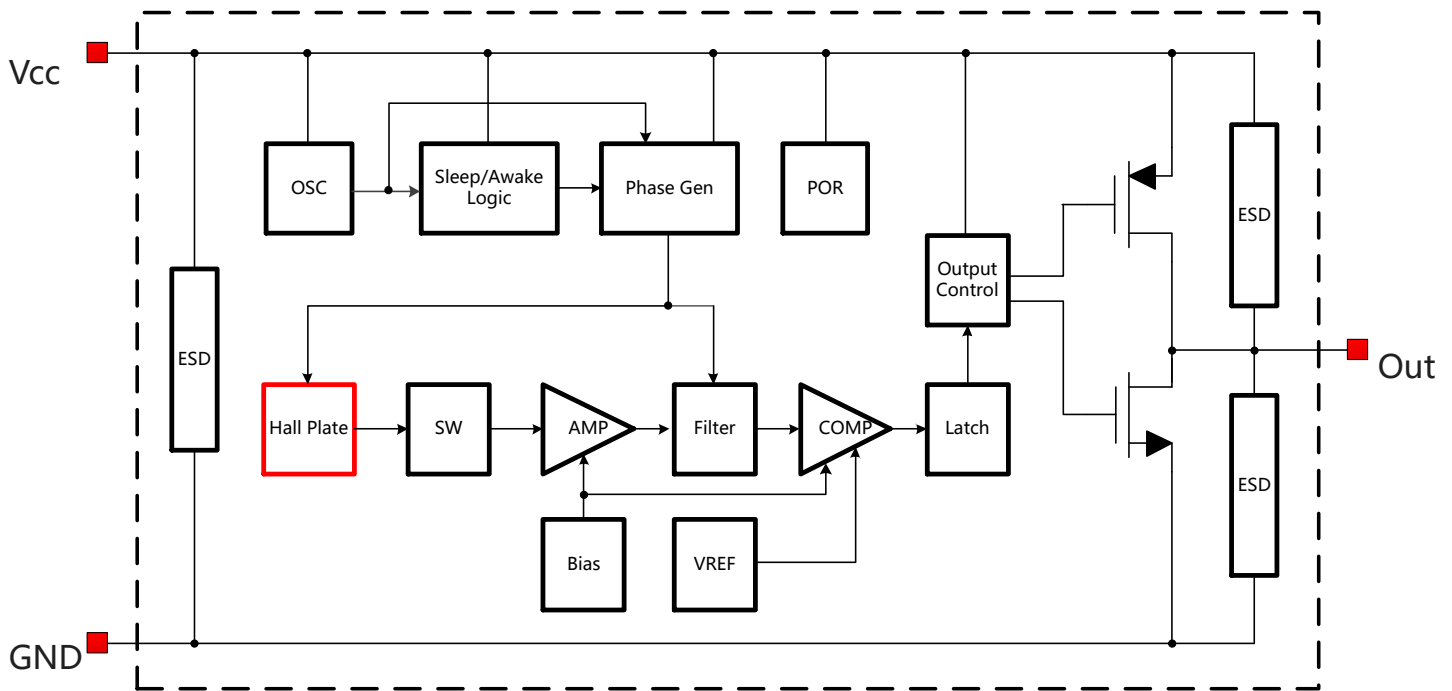 Vcc
OSC
Sleep/Awake
Logic
Phase Gen
POR
ESD
Output
Control
ESD
Out
Hall Plate
SW
AMP
Filter
COMP
Latch
ESD
Bias
VREF
GND